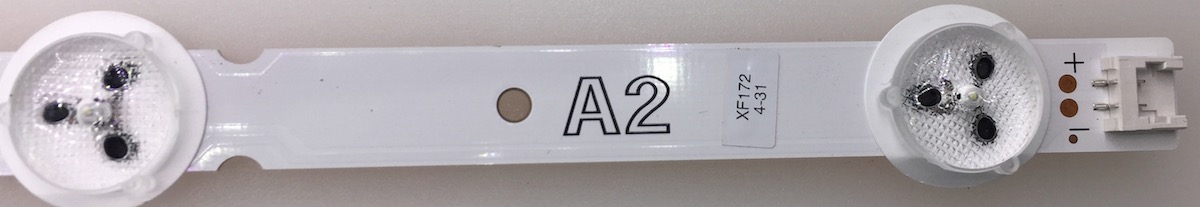 A2
XF172
4-31
+
-